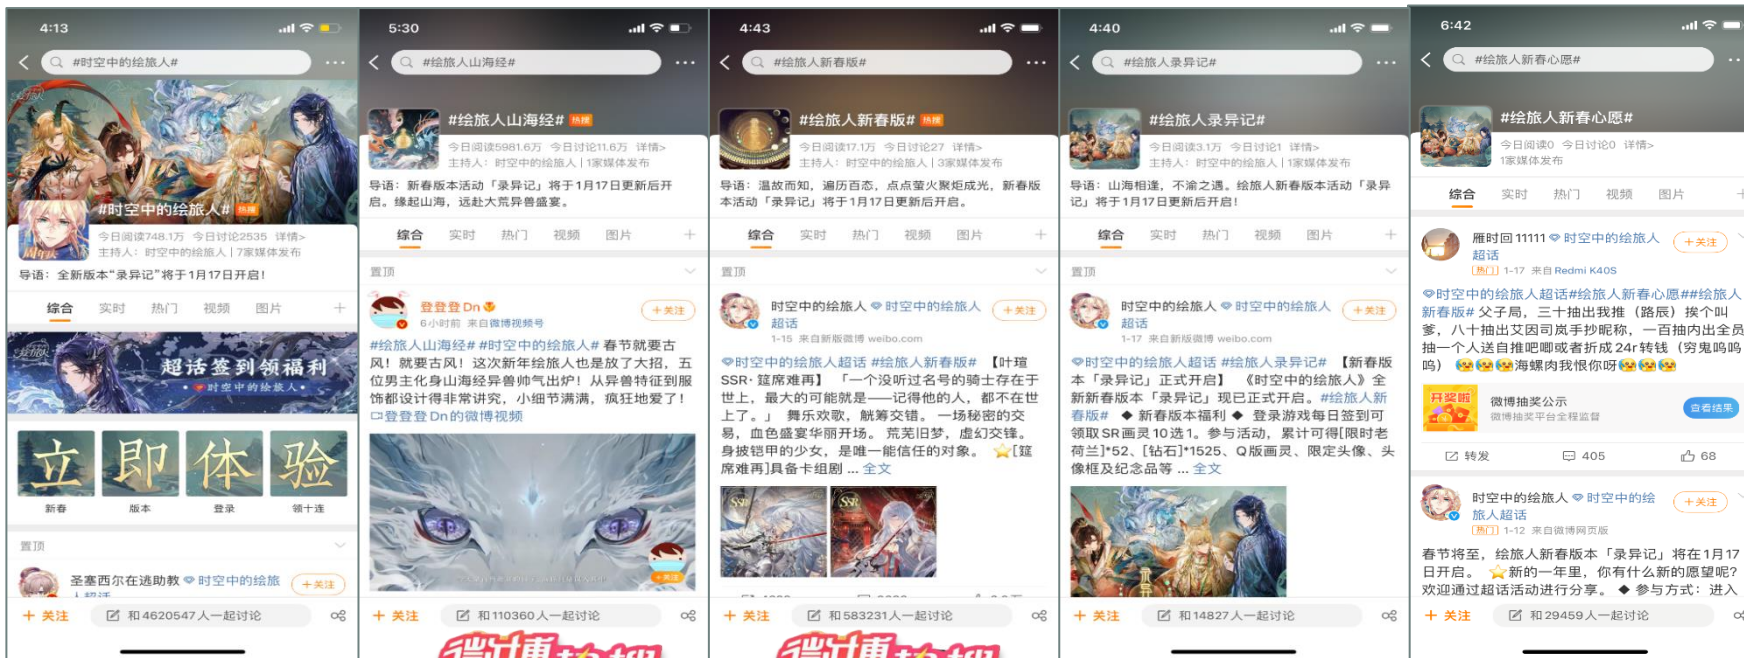 4:13
#时空中的绘旅人#
#时空中的绘旅人# 热搜
今日阅读748.1万 今日讨论2535 详情>
主持人：时空中的绘旅人 | 7家媒体发布
导语：全新版本“录异记”将于1月17日开启！
综合 实时 热门 视频 图片
超话签到领福利
时空中的绘旅人
立 即 体 验
新春 版本 登录 领十连
置顶
圣塞西尔在逃助教 时空中的绘旅
人超话
+关注
+ 关注
和4620547人一起讨论
5:30
#绘旅人山海经#
#绘旅人山海经# 热搜
今日阅读5981.6万 今日讨论11.6万 详情>
主持人：时空中的绘旅人 | 1家媒体发布
导语：新春版本活动「录异记」将于1月17日更新后开
启。缘起山海，远赴大荒异兽盛宴。
综合 实时 热门 视频 图片
置顶
登登登Dn
+关注
6小时前 来自微博视频号
#绘旅人山海经# #时空中的绘旅人# 春节就要古
风！就要古风！这次新年绘旅人也是放了大招，五
位男主化身山海经异兽帅气出炉！从异兽特征到服
饰都设计得非常讲究，小细节满满，疯狂地爱了！
登登登Dn的微博视频
+关注
+ 关注
和110360人一起讨论
4:43
#绘旅人新春版#
#绘旅人新春版# 热搜
今日阅读17.1万 今日讨论27 详情>
主持人：时空中的绘旅人 | 3家媒体发布
导语：温故而知，遍历百态，点点萤火聚炬成光，新春版
本活动「录异记」将于1月17日更新后开启。
综合 实时 热门 视频 图片
置顶
时空中的绘旅人 时空中的绘旅人
超话
+关注
1-15 来自新版微博 weibo.com
时空中的绘旅人超话 #绘旅人新春版# 【叶瑄
SSR·筵席难再】 「一个没听过名号的骑士存在于
世上，最大的可能就是——记得他的人，都不在世
上了。」 舞乐欢歌，觥筹交错。 一场秘密的交
易，血色盛宴华丽开场。 荒芜旧梦，虚幻交锋。
身披铠甲的少女，是唯一能信任的对象。 [筵
席难再]具备卡组剧 ... 全文
SSR SSR
+ 关注
和583231人一起讨论
4:40
#绘旅人录异记#
#绘旅人录异记#
今日阅读3.1万 今日讨论1 详情>
主持人：时空中的绘旅人 | 1家媒体发布
导语：山海相逢，不渝之遇。绘旅人新春版本活动「录异
记」将于1月17日更新后开启！
综合 实时 热门 视频 图片
置顶
时空中的绘旅人 时空中的绘旅人
超话
+关注
1-17 来自新版微博 weibo.com
时空中的绘旅人超话 #绘旅人录异记# 【新春版
本「录异记」正式开启】 《时空中的绘旅人》全
新新春版本「录异记」现已正式开启。#绘旅人新
春版# ◆ 新春版本福利 ◆ 登录游戏每日签到可
领取SR画灵10选1。参与活动，累计可得[限时老
荷兰]*52、[钻石]*1525、Q版画灵、限定头像、头
像框及纪念品等 ... 全文
+ 关注
和14827人一起讨论
6:42
#绘旅人新春心愿#
#绘旅人新春心愿#
今日阅读0 今日讨论0 详情>
1家媒体发布
综合 实时 热门 视频 图片
雁时回11111 时空中的绘旅人
超话
+关注
热门 1-17 来自 Redmi K40S
时空中的绘旅人超话#绘旅人新春心愿##绘旅人
新春版# 父子局，三十抽出我推（路辰）挨个叫
爹，八十抽出艾因司岚手抄昵称，一百抽内出全员
抽一个人送自推吧唧或者折成24r转钱（穷鬼呜呜
呜）海螺肉我恨你呀
开奖啦
微博抽奖公示
微博抽奖平台全程监督
查看结果
转发 405 68
时空中的绘旅人 时空中的绘
旅人超话
+关注
热门 1-12 来自微博网页版
春节将至，绘旅人新春版本「录异记」将在1月17
日开启。 新的一年里，你有什么新的愿望呢？
欢迎通过超话活动进行分享。 ◆ 参与方式：进入
+ 关注
和29459人一起讨论